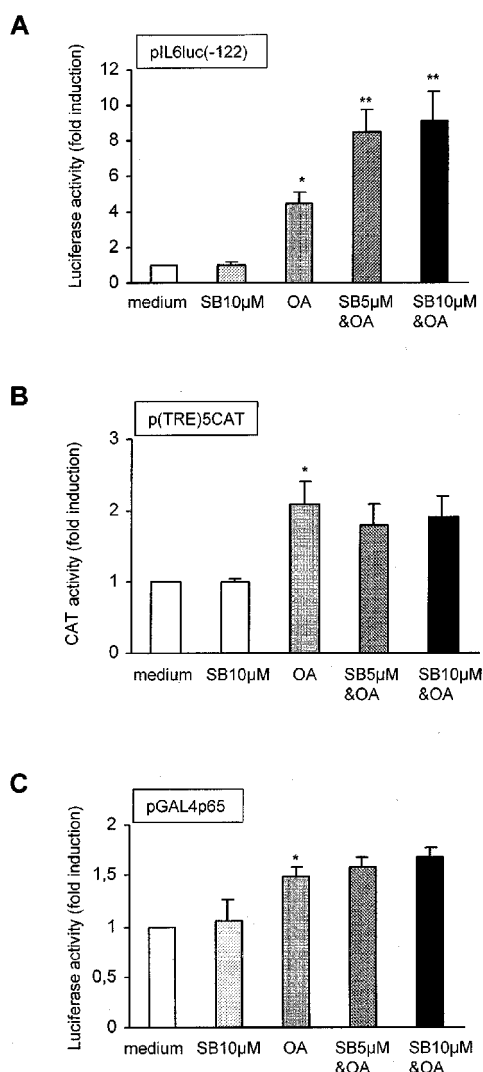 A
pIL6luc(-122)
Luciferase activity (fold induction)
12
10
8
6
4
2
0
*
**
**
medium SB10µM OA SB5µM &OA SB10µM &OA
B
p(TRE)5CAT
CAT activity (fold induction)
3
2
1
0
*
medium SB10µM OA SB5µM &OA SB10µM &OA
C
pGAL4p65
Luciferase activity (fold induction)
2
1,5
1
0,5
0
*
medium SB10µM OA SB5µM &OA SB10µM &OA